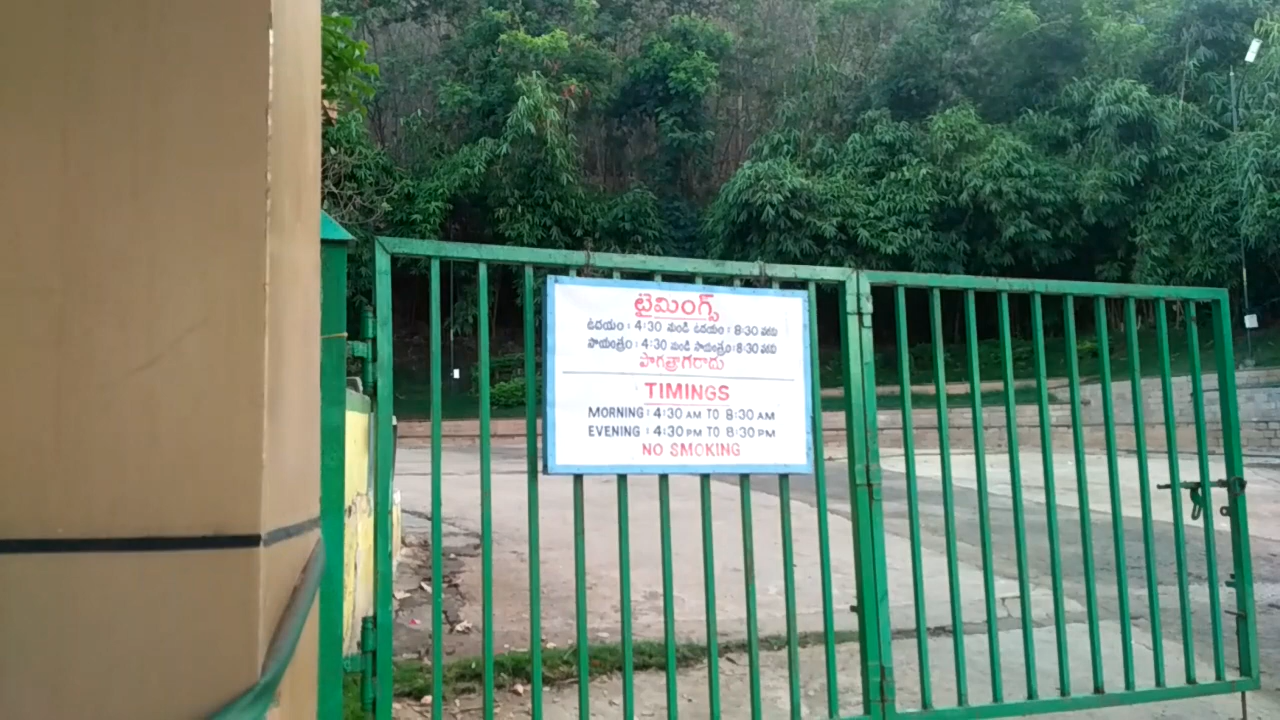 టైమింగ్స్
ఉదయం : 4:30 నుండి ఉదయం : 8:30 వరకు
సాయంత్రం : 4:30 నుండి సాయంత్రం : 8:30 వరకు
పొగత్రాగరాదు
TIMINGS
MORNING : 4:30 AM TO 8:30 AM
EVENING : 4:30 PM TO 8:30 PM
NO SMOKING